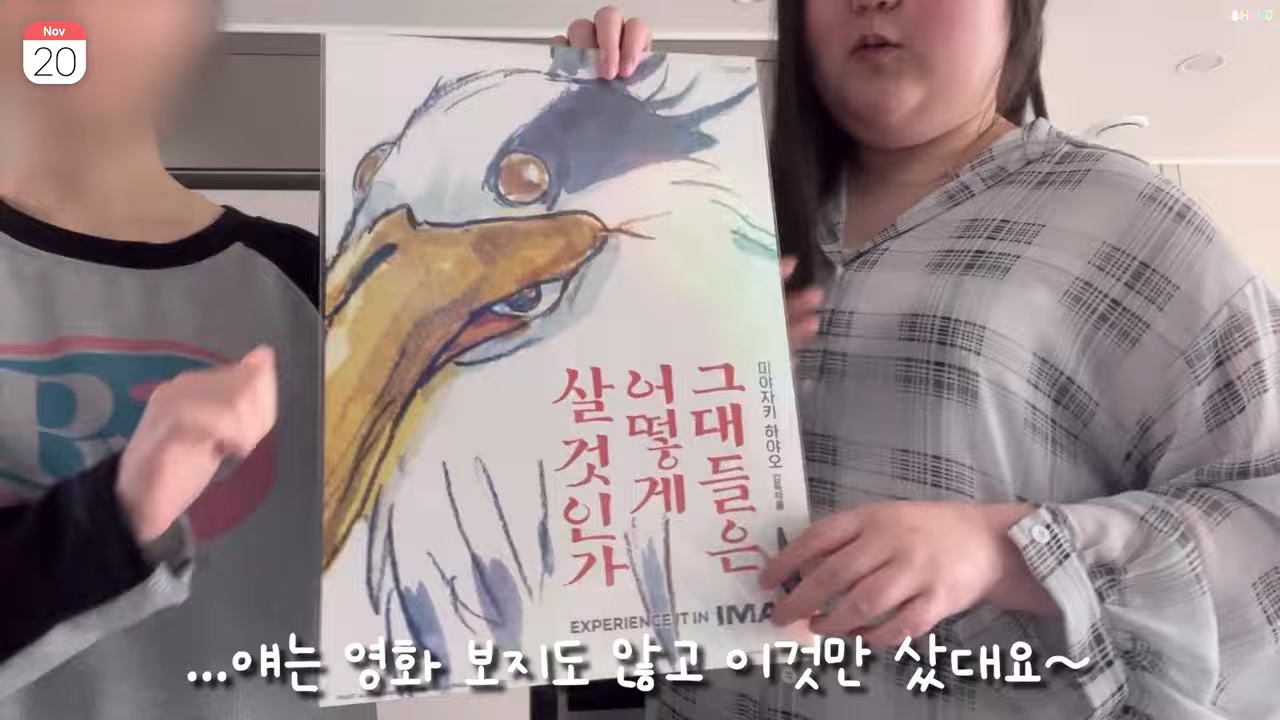 Nov
20
미야자키 하야오
그대들은
어떻게
살 것인가
EXPERIENCE IT IN
...얘는 영화 보지도 않고 이것만 샀대요~